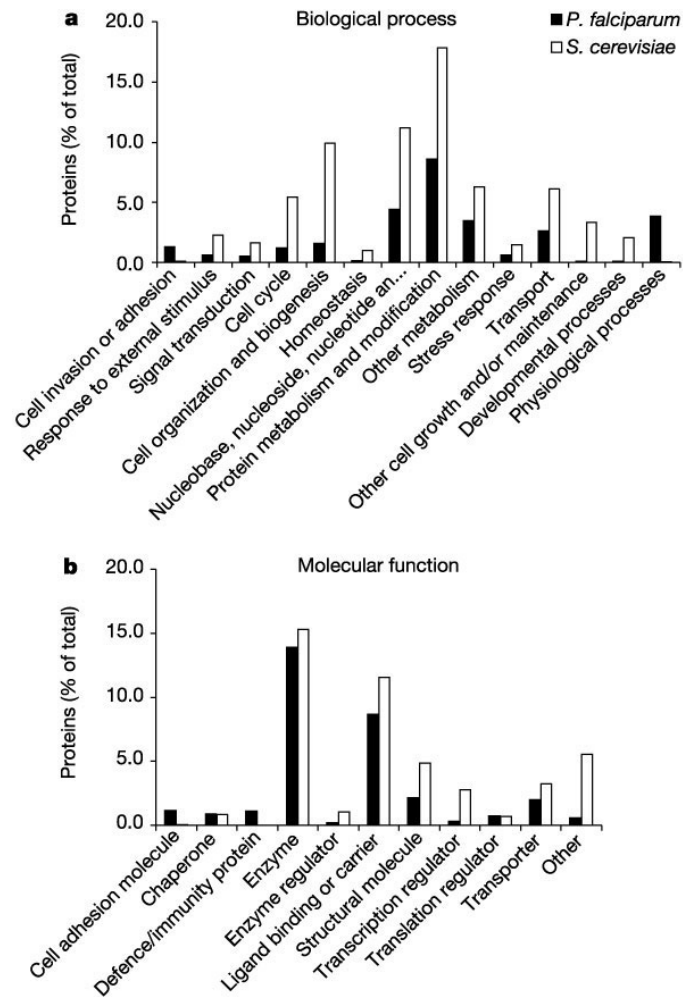 a
Biological process
P. falciparum
S. cerevisiae
Proteins (% of total)
20.0
15.0
10.0
5.0
0.0
Cell invasion or adhesion
Response to external stimulus
Signal transduction
Cell cycle
Cell organization and biogenesis
Homeostasis
Nucleobase, nucleoside, nucleotide an...
Protein metabolism and modification
Other metabolism
Stress response
Transport
Other cell growth and/or maintenance
Developmental processes
Physiological processes
b
Molecular function
Proteins (% of total)
20.0
15.0
10.0
5.0
0.0
Cell adhesion molecule
Chaperone
Defence/immunity protein
Enzyme
Enzyme regulator
Ligand binding or carrier
Structural molecule
Transcription regulator
Translation regulator
Transporter
Other